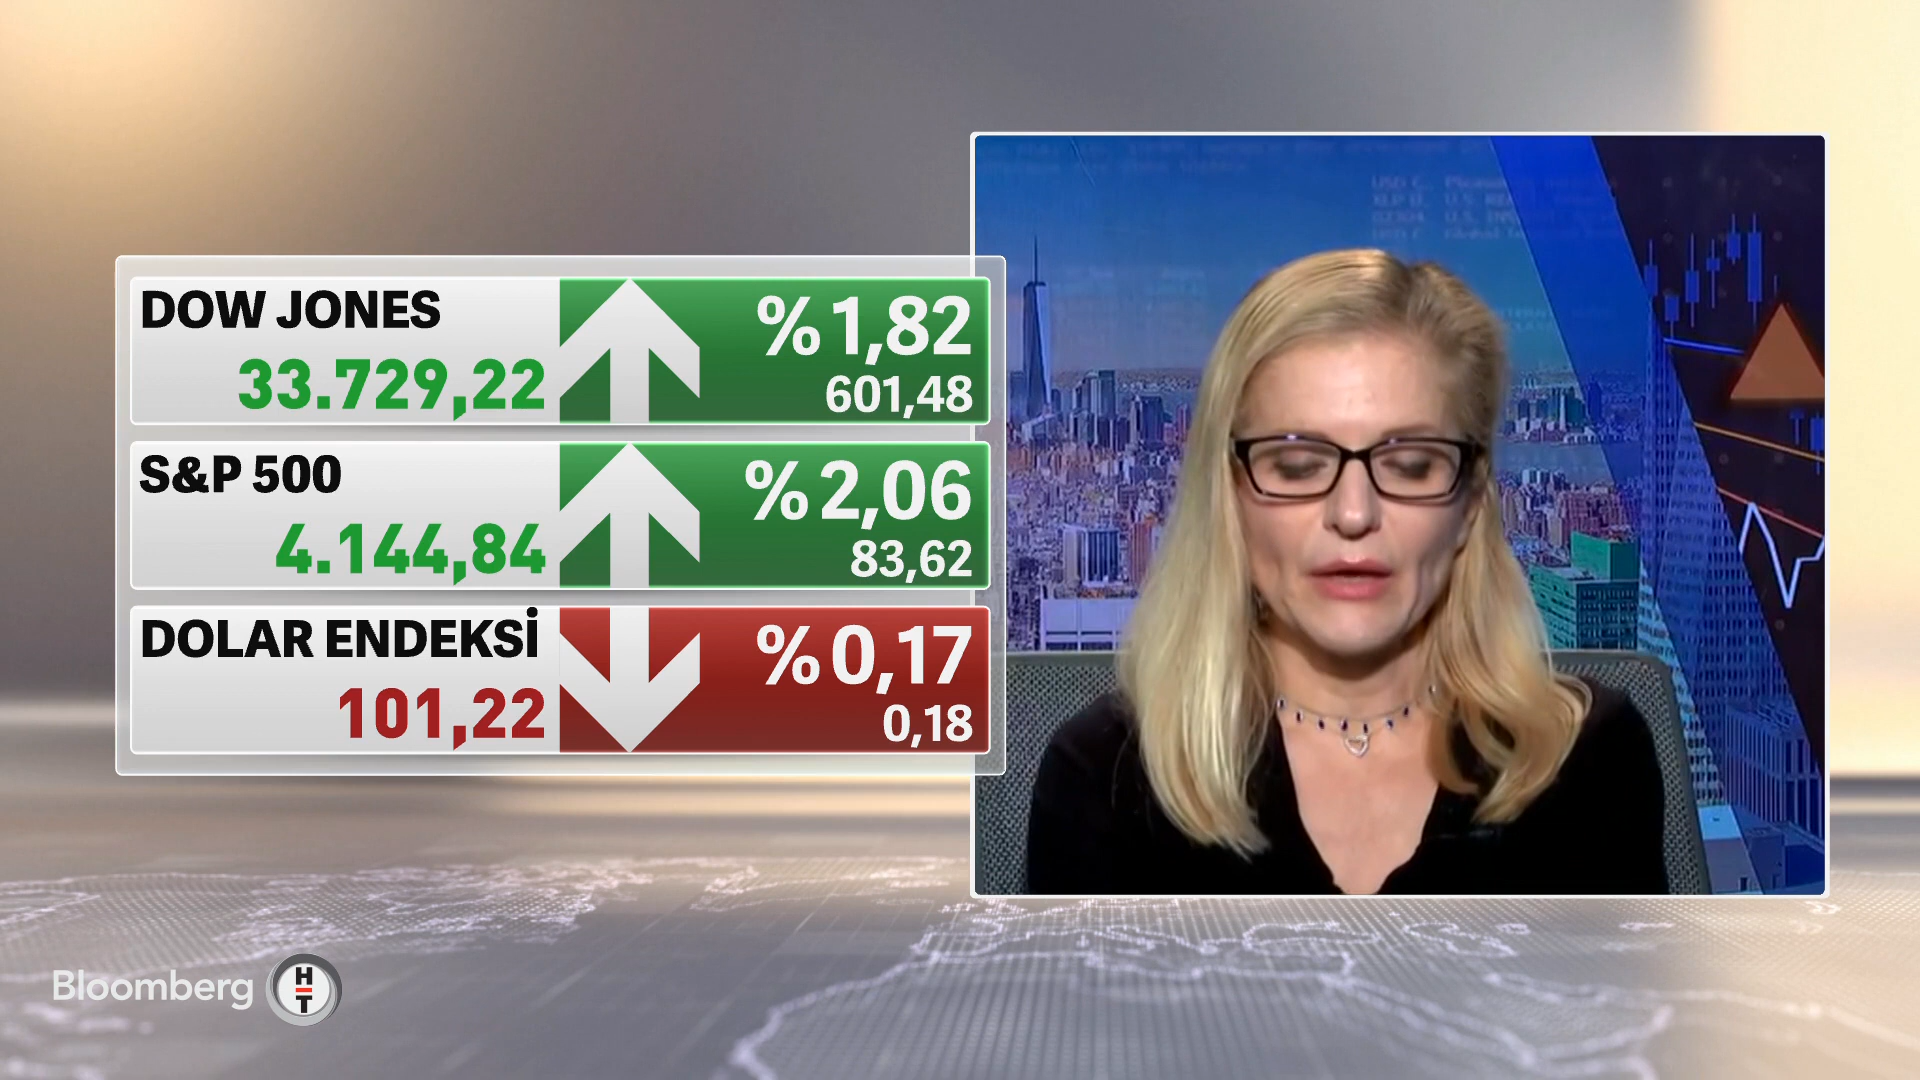 DOW JONES
33.729,22
%1,82
601,48
S&P 500
4.144,84
%2,06
83,62
DOLAR ENDEKSİ
101,22
%0,17
0,18
Bloomberg HT